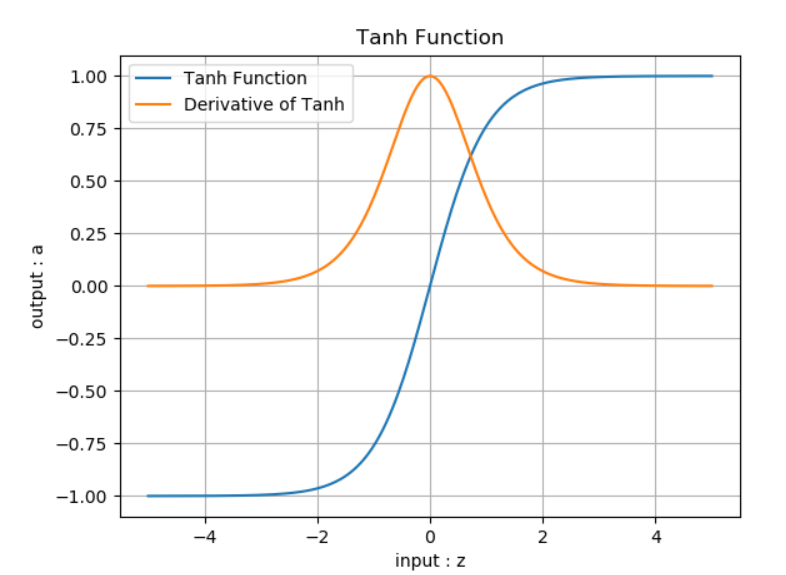 Tanh Function
Tanh Function
Derivative of Tanh
1.00
0.75
0.50
0.25
0.00
−0.25
−0.50
−0.75
−1.00
output : a
−4
−2
0
2
4
input : z